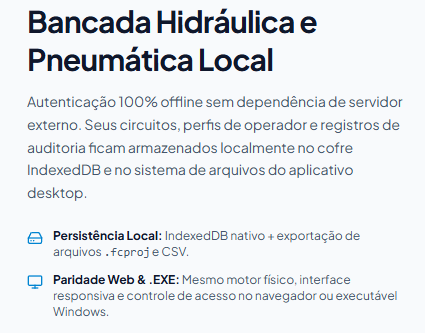 Bancada Hidráulica e
Pneumática Local
Autenticação 100% offline sem dependência de servidor
externo. Seus circuitos, perfis de operador e registros de
auditoria ficam armazenados localmente no cofre
IndexedDB e no sistema de arquivos do aplicativo
desktop.
Persistência Local: IndexedDB nativo + exportação de
arquivos .fcproj e CSV.
Paridade Web & .EXE: Mesmo motor físico, interface
responsiva e controle de acesso no navegador ou executável
Windows.